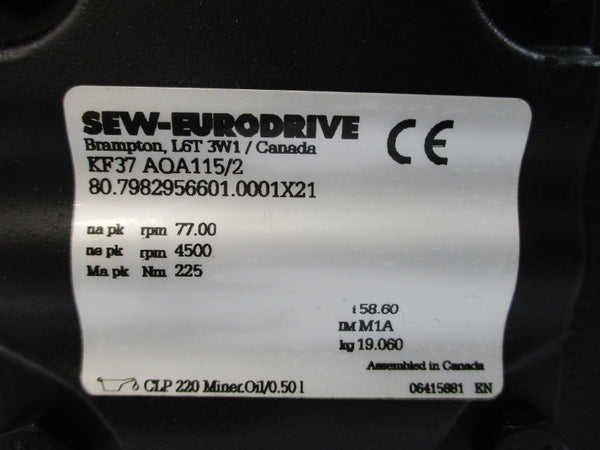 SEW-EURODRIVE
Brampton, L6T 3W1 / Canada
CE
KF37 AQA115/2
80.7982956601.0001X21
na pk rpm 77.00
ne pk rpm 4500
Ma pk Nm 225
i 58.60
IM M1A
kg 19.060
Assembled in Canada
CLP 220 Miner.Oil/0.50 l
06415881 EN